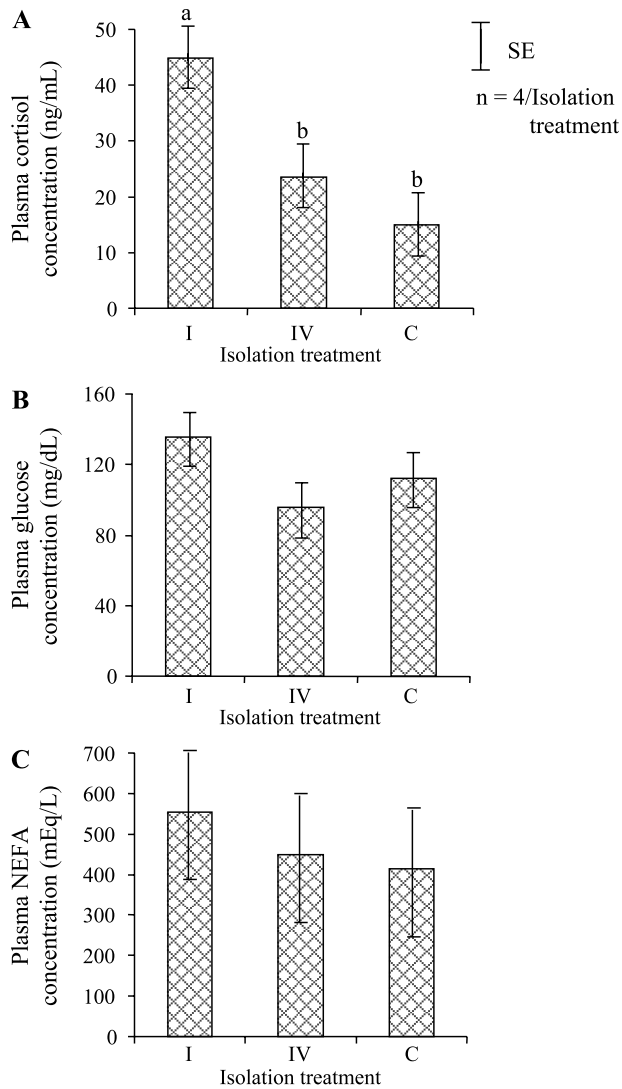 A
a
b
b
SE
n = 4/Isolation
treatment
Plasma cortisol
concentration (ng/mL)
50
40
30
20
10
0
I IV C
Isolation treatment
B
Plasma glucose
concentration (mg/dL)
160
120
80
40
0
I IV C
Isolation treatment
C
Plasma NEFA
concentration (mEq/L)
700
600
500
400
300
200
100
0
I IV C
Isolation treatment